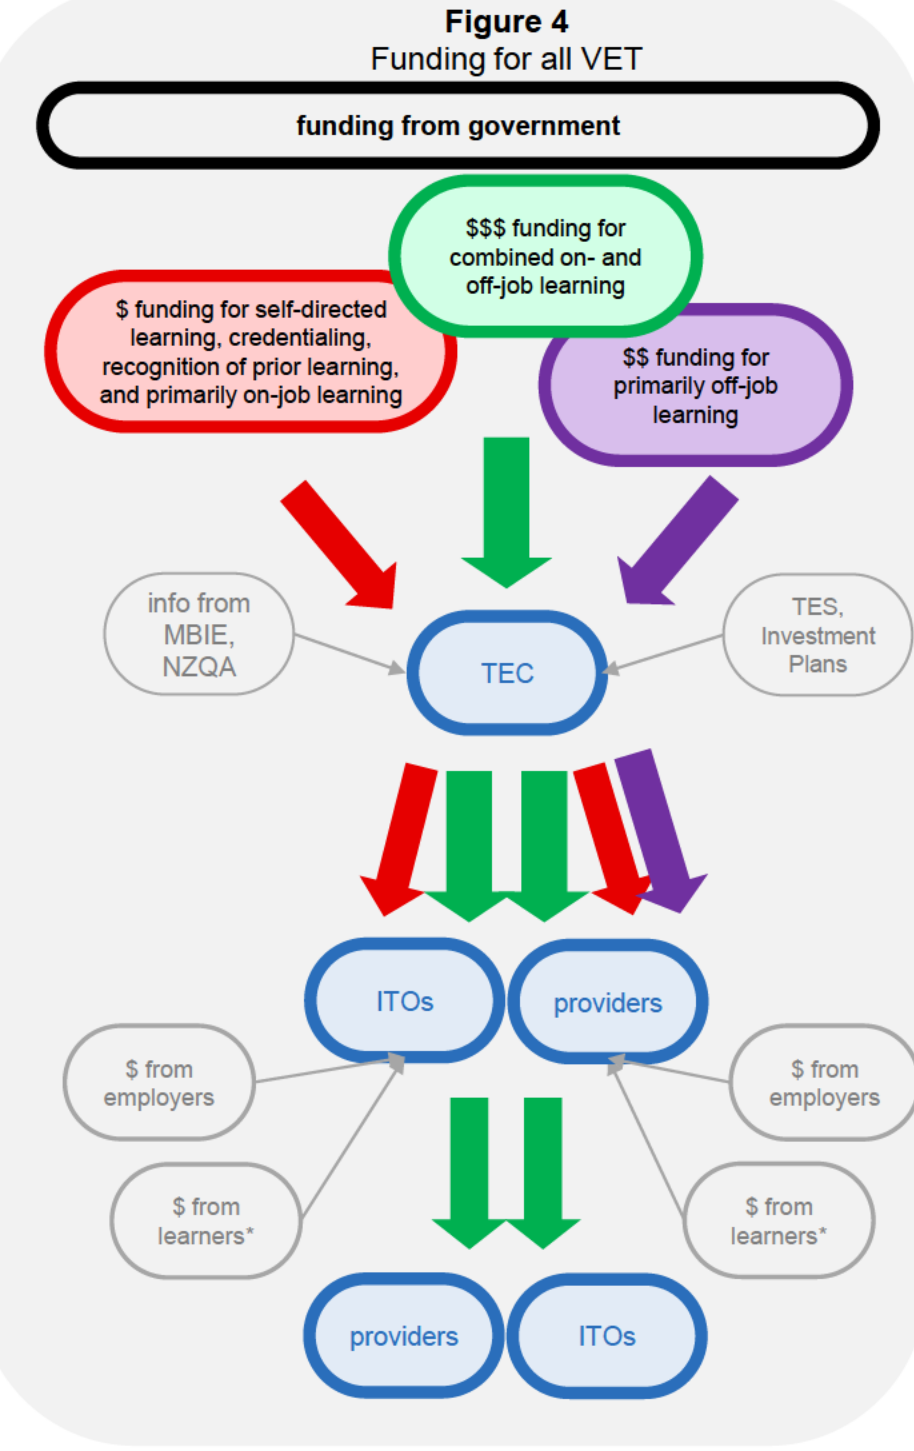 Figure 4
Funding for all VET
funding from government
$$$ funding for
combined on- and
off-job learning
$ funding for self-directed
learning, credentialing,
recognition of prior learning,
and primarily on-job learning
$$ funding for
primarily off-job
learning
info from
MBIE,
NZQA
TEC
TES,
Investment
Plans
ITOs
providers
$ from
employers
$ from
employers
$ from
learners*
$ from
learners*
providers
ITOs